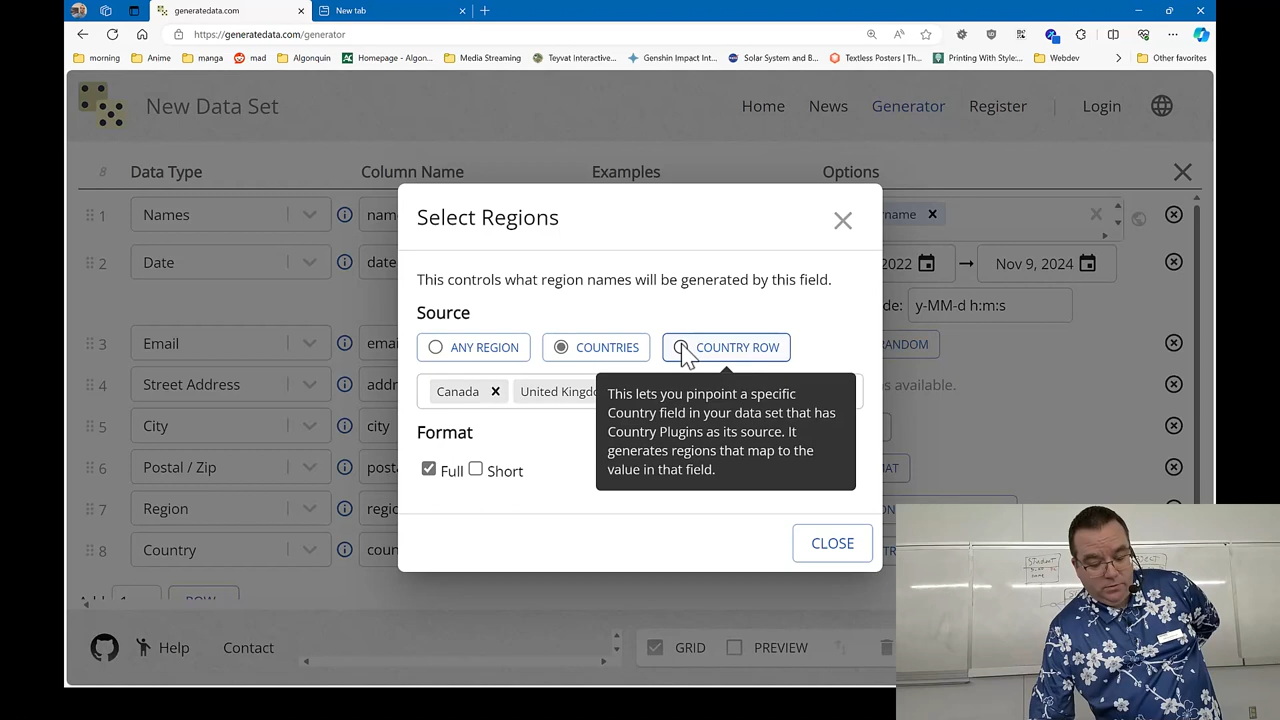 generatedata.com
New tab
https://generatedata.com/generator
morning
Anime
manga
mad
Algonquin
Homepage - Algon...
Media Streaming
Teyvat Interactive...
Genshin Impact Int...
Solar System and B...
Textless Posters | Th...
Printing With Style:...
Webdev
Other favorites
New Data Set
Home
News
Generator
Register
Login
8 Data Type Column Name Examples Options
1 Names
2 Date
2022
Nov 9, 2024
y-MM-d h:m:s
3 Email
4 Street Address
5 City city
6 Postal / Zip
7 Region
8 Country
ROW
Select Regions
This controls what region names will be generated by this field.
Source
ANY REGION
COUNTRIES
COUNTRY ROW
Canada
This lets you pinpoint a specific
Country field in your data set that has
Country Plugins as its source. It
generates regions that map to the
value in that field.
Format
Full
Short
CLOSE
Help
Contact
GRID
PREVIEW
STUDENT